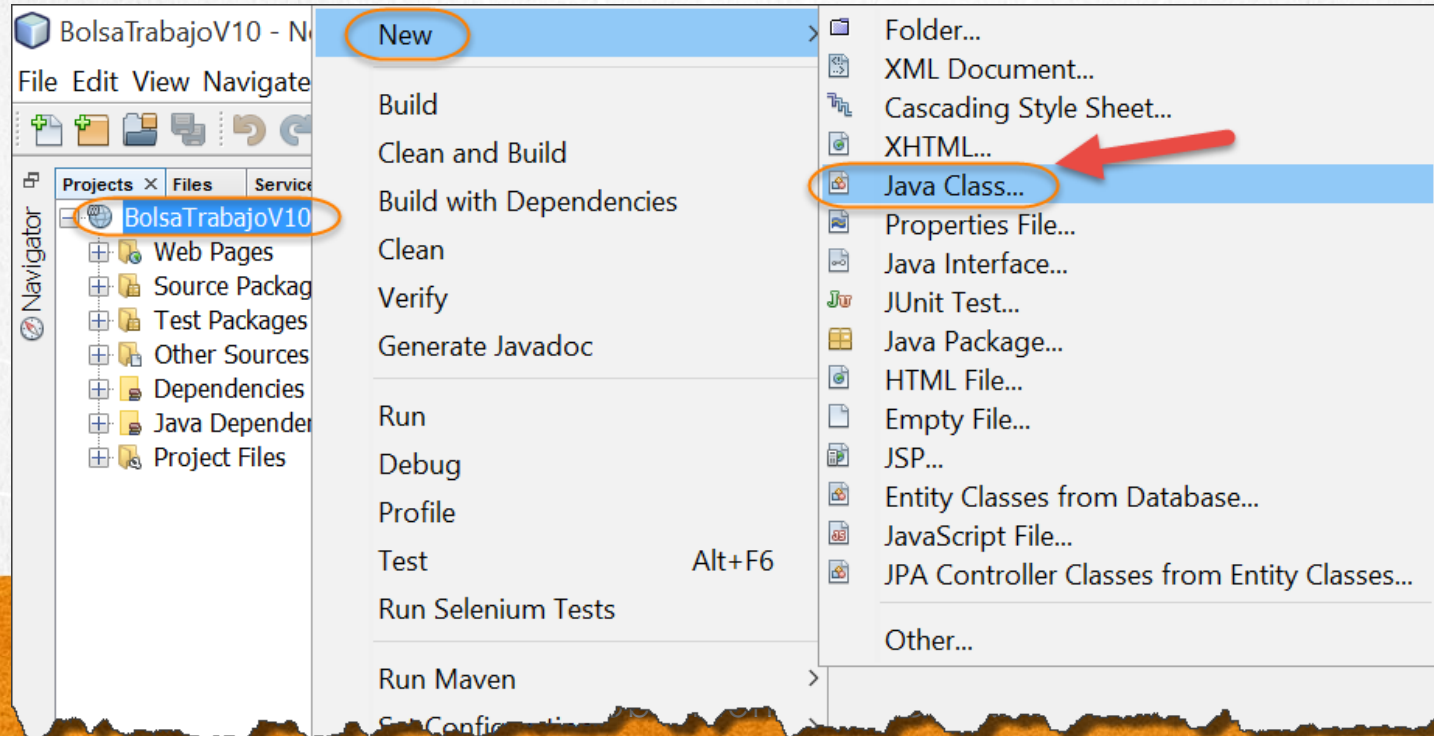 BolsaTrabajoV10 - N
File Edit View Navigate
Projects × Files Service
Navigator
BolsaTrabajoV10
Web Pages
Source Packag
Test Packages
Other Sources
Dependencies
Java Depender
Project Files
New
Build
Clean and Build
Build with Dependencies
Clean
Verify
Generate Javadoc
Run
Debug
Profile
Test Alt+F6
Run Selenium Tests
Run Maven
Folder...
XML Document...
Cascading Style Sheet...
XHTML...
Java Class...
Properties File...
Java Interface...
JUnit Test...
Java Package...
HTML File...
Empty File...
JSP...
Entity Classes from Database...
JavaScript File...
JPA Controller Classes from Entity Classes...
Other...